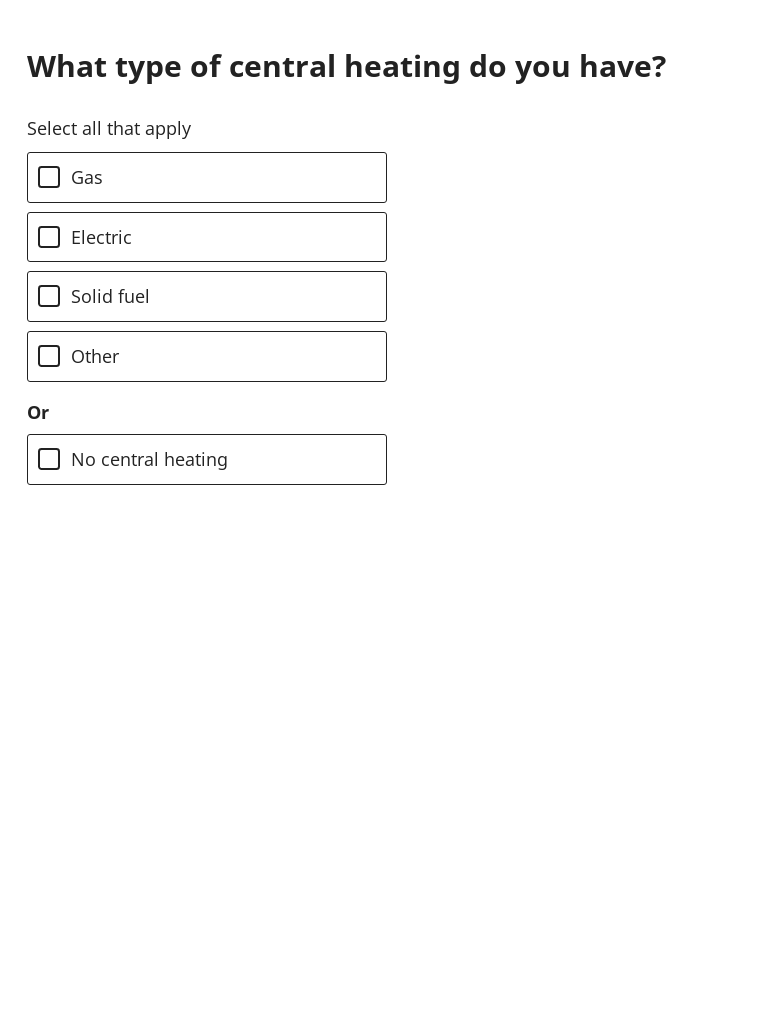 What type of central heating do you have?
Select all that apply
Gas
Electric
Solid fuel
Other
Or
No central heating